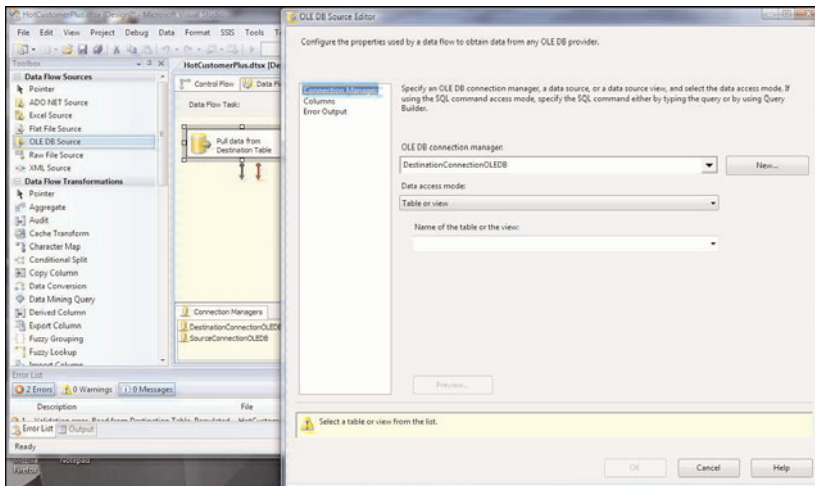 HotCustomerPlus.dtsx [Design]* - Microsoft Visual Studio
File Edit View Project Debug Data Format SSIS Tools
Toolbox
Data Flow Sources
Pointer
ADO NET Source
Excel Source
Flat File Source
OLE DB Source
Raw File Source
XML Source
Data Flow Transformations
Pointer
Aggregate
Audit
Cache Transform
Character Map
Conditional Split
Copy Column
Data Conversion
Data Mining Query
Derived Column
Export Column
Fuzzy Grouping
Fuzzy Lookup
Import Column
HotCustomerPlus.dtsx [De
Control Flow Data Fl
Data Flow Task:
Pull data from
Destination Table
Connection Managers
DestinationConnectionOLEDB
SourceConnectionOLEDB
Error List
2 Errors 0 Warnings 0 Messages
Description File
Error List Output
Ready
Firefox Notepad
OLE DB Source Editor
Configure the properties used by a data flow to obtain data from any OLE DB provider.
Connection Manager
Columns
Error Output
Specify an OLE DB connection manager, a data source, or a data source view, and select the data access mode. If
using the SQL command access mode, specify the SQL command either by typing the query or by using Query
Builder.
OLE DB connection manager:
DestinationConnectionOLEDB
New...
Data access mode:
Table or view
Name of the table or the view:
Preview...
Select a table or view from the list.
OK Cancel Help